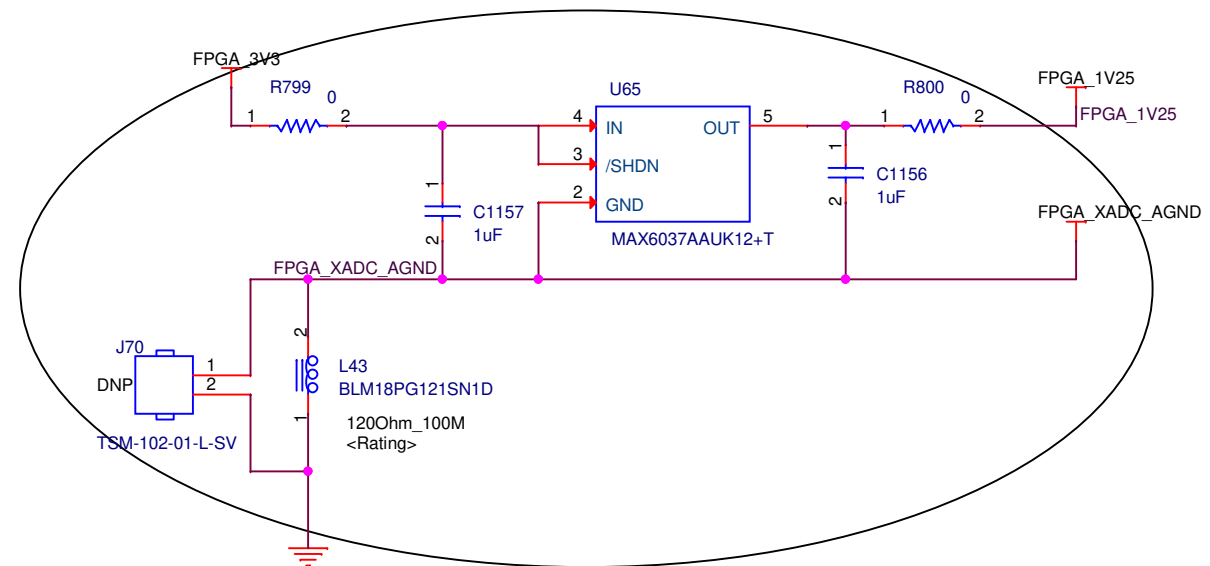 FPGA_3V3
R799
0
1
2
U65
4
IN
3
/SHDN
2
GND
OUT
5
MAX6037AAUK12+T
R800
0
1
2
FPGA_1V25
FPGA_1V25
1
2
C1157
1uF
1
2
C1156
1uF
FPGA_XADC_AGND
FPGA_XADC_AGND
J70
DNP
1
2
TSM-102-01-L-SV
2
1
L43
BLM18PG121SN1D
120Ohm_100M
<Rating>